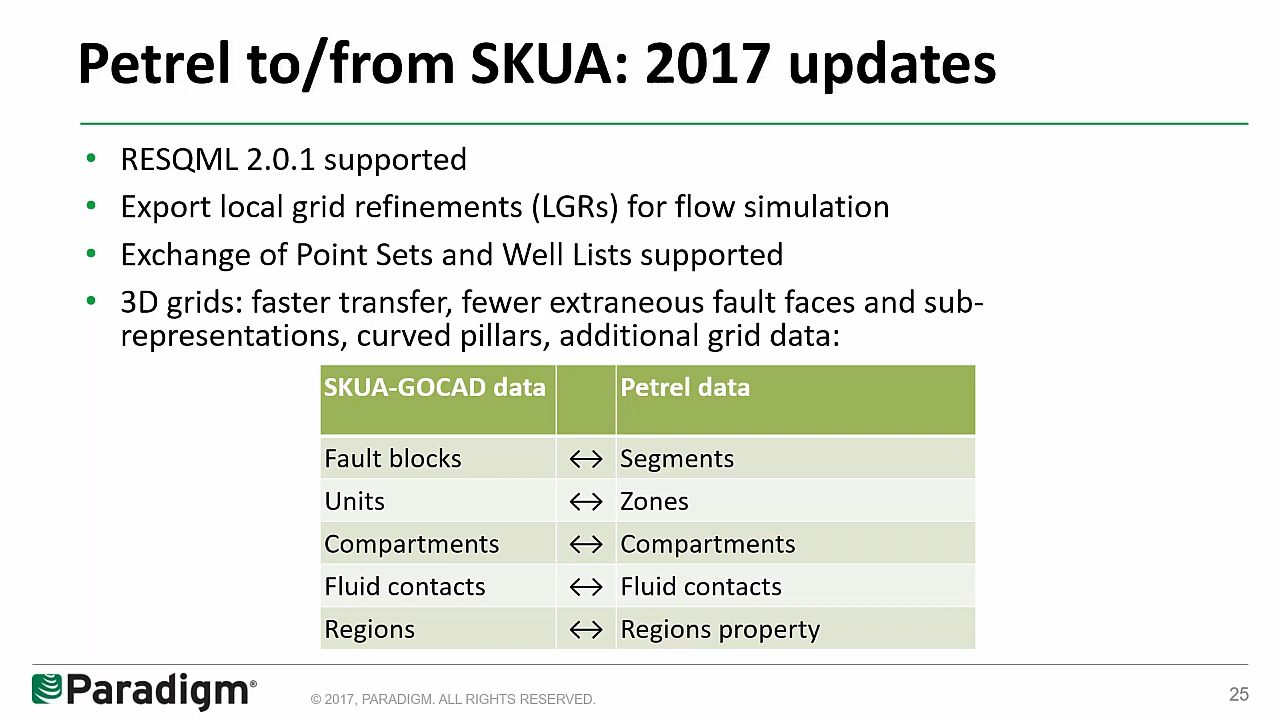 Petrel to/from SKUA: 2017 updates
• RESQML 2.0.1 supported
• Export local grid refinements (LGRs) for flow simulation
• Exchange of Point Sets and Well Lists supported
• 3D grids: faster transfer, fewer extraneous fault faces and sub-
representations, curved pillars, additional grid data:
SKUA-GOCAD data Petrel data
Fault blocks ↔ Segments
Units ↔ Zones
Compartments ↔ Compartments
Fluid contacts ↔ Fluid contacts
Regions ↔ Regions property
Paradigm®
© 2017, PARADIGM. ALL RIGHTS RESERVED.
25